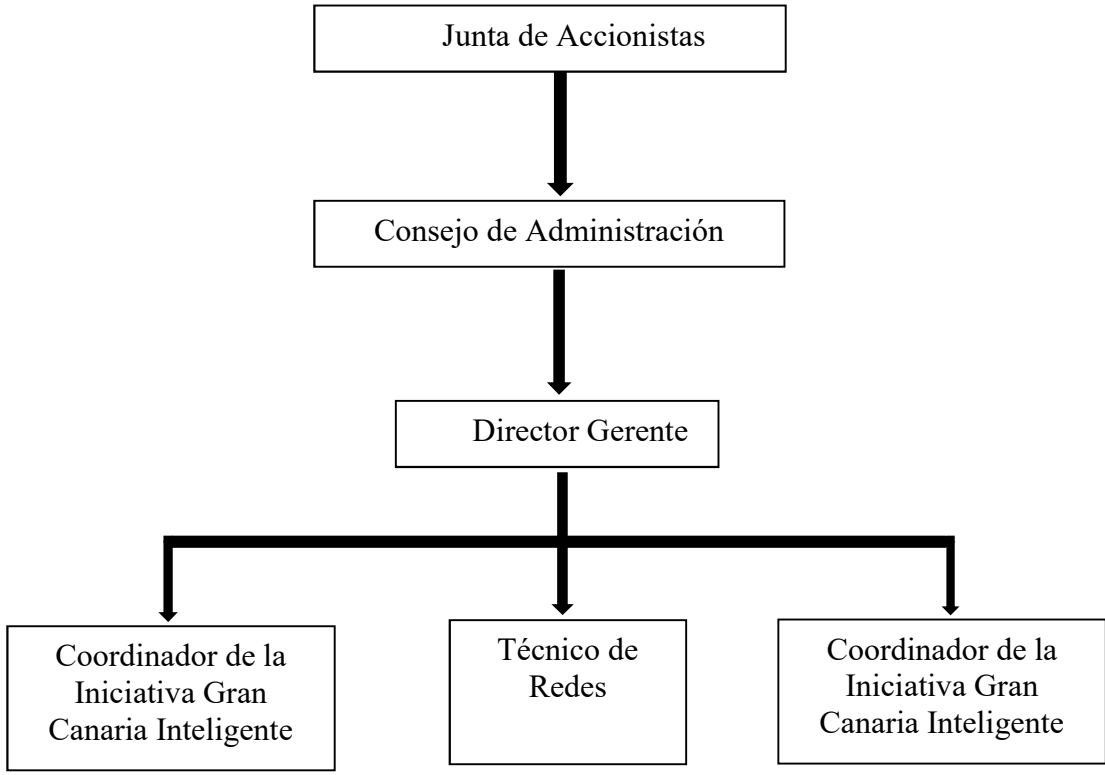 Junta de Accionistas
Consejo de Administración
Director Gerente
Coordinador de la
Iniciativa Gran
Canaria Inteligente
Técnico de
Redes
Coordinador de la
Iniciativa Gran
Canaria Inteligente